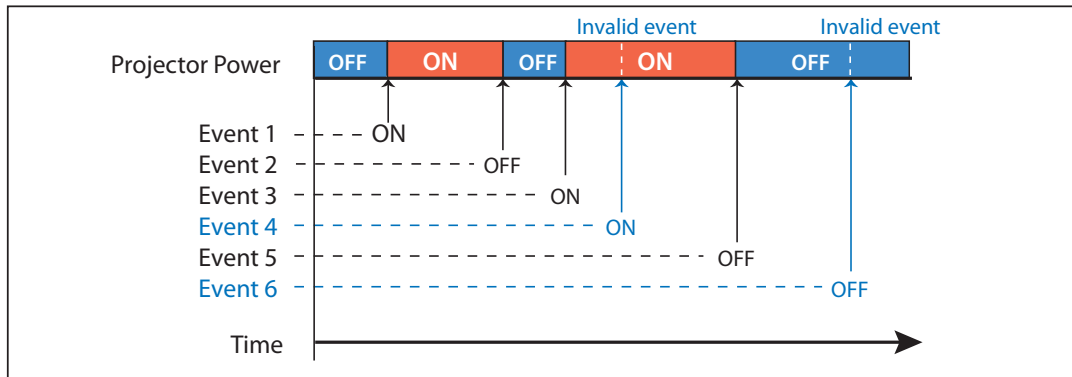 Invalid event Invalid event
Projector Power OFF ON OFF ON OFF
Event 1 ON
Event 2 OFF
Event 3 ON
Event 4 ON
Event 5 OFF
Event 6 OFF
Time